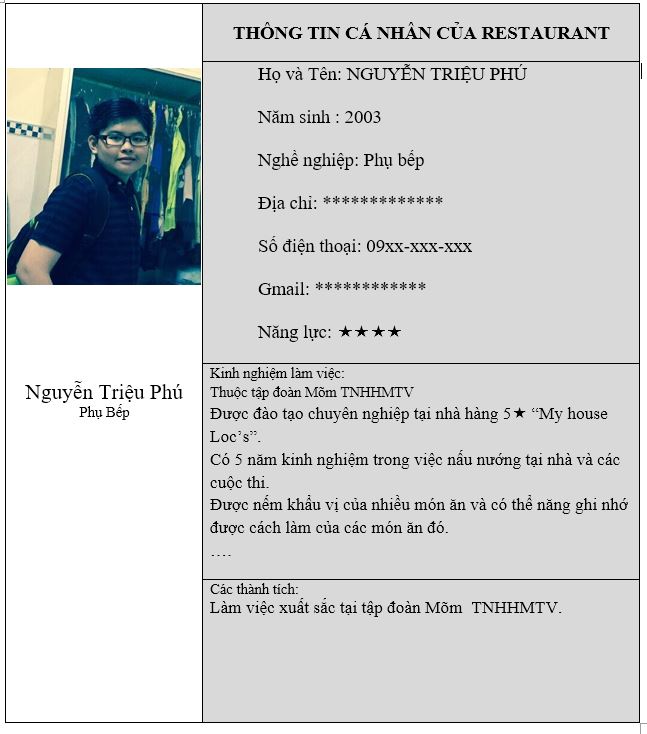 THÔNG TIN CÁ NHÂN CỦA RESTAURANT
Họ và Tên: NGUYỄN TRIỆU PHÚ
Năm sinh : 2003
Nghề nghiệp: Phụ bếp
Địa chỉ: *************
Số điện thoại: 09xx-xxx-xxx
Gmail: ************
Năng lực: ★★★★
Nguyễn Triệu Phú
Phụ Bếp
Kinh nghiệm làm việc:
Thuộc tập đoàn Mõm TNHHMTV
Được đào tạo chuyên nghiệp tại nhà hàng 5★ “My house
Loc’s”.
Có 5 năm kinh nghiệm trong việc nấu nướng tại nhà và các
cuộc thi.
Được nếm khẩu vị của nhiều món ăn và có thể năng ghi nhớ
được cách làm của các món ăn đó.
….
Các thành tích:
Làm việc xuất sắc tại tập đoàn Mõm  TNHHMTV.